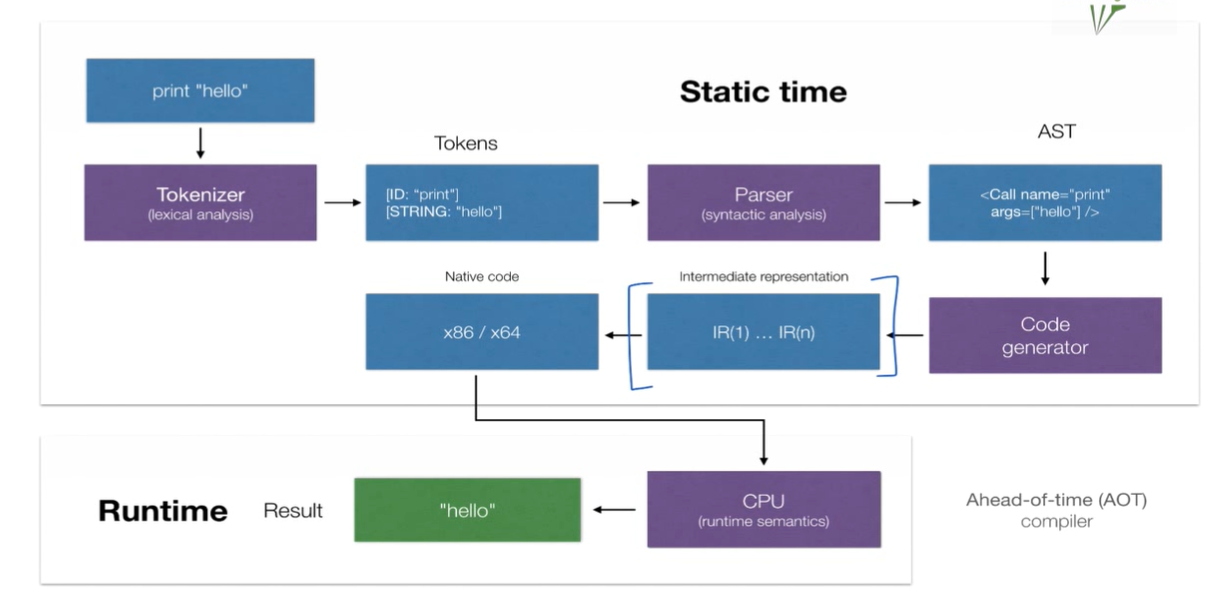 print "hello"
Static time
Tokens
AST
Tokenizer
(lexical analysis)
[ID: "print"]
[STRING: "hello"]
Parser
(syntactic analysis)
<Call name="print"
args=["hello"] />
Native code
Intermediate representation
x86 / x64
IR(1) ... IR(n)
Code
generator
Runtime
Result
"hello"
CPU
(runtime semantics)
Ahead-of-time (AOT)
compiler